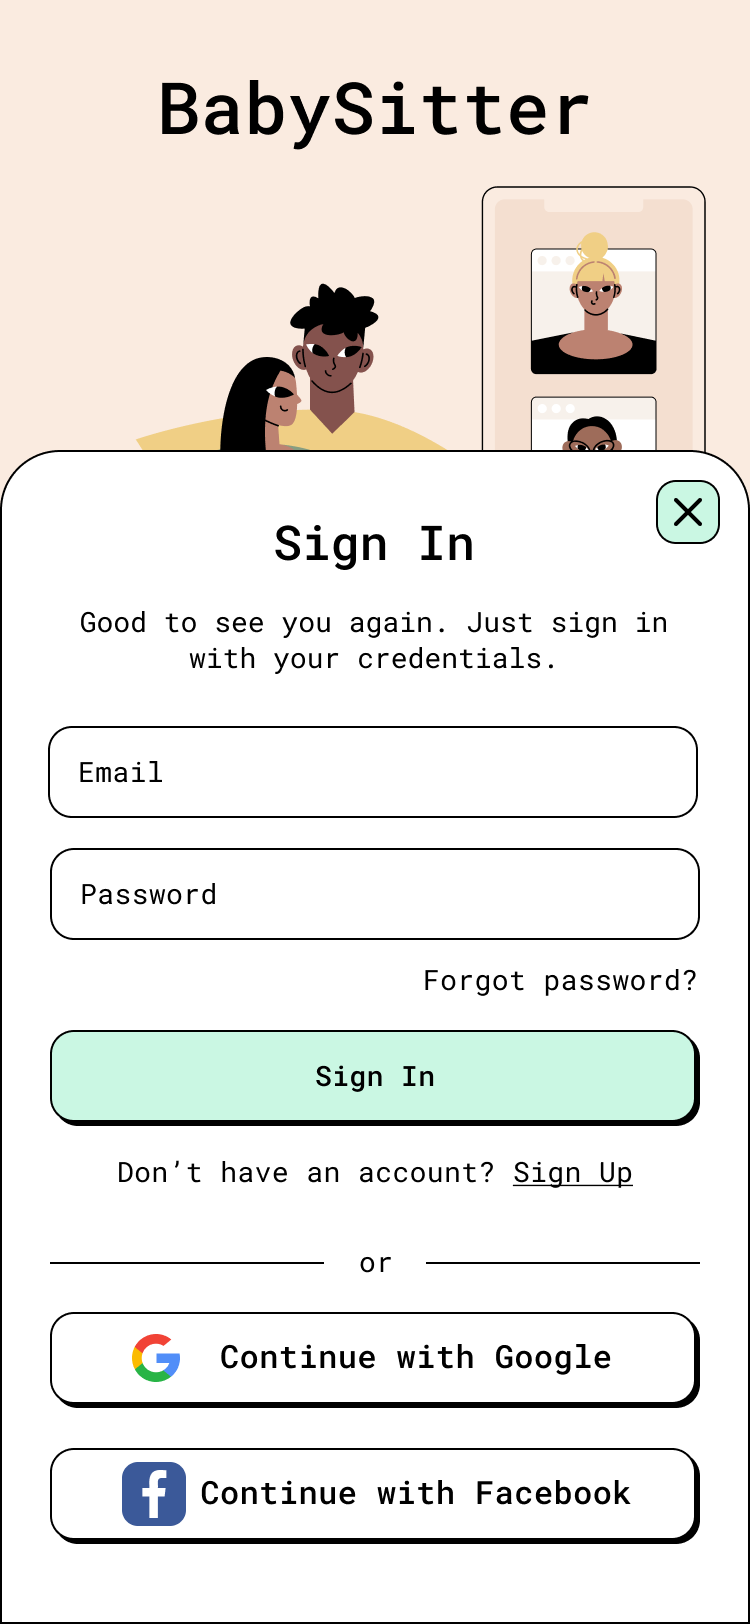 BabySitter
Sign In
Good to see you again. Just sign in
with your credentials.
Email
Password
Forgot password?
Sign In
Don’t have an account? Sign Up
or
Continue with Google
Continue with Facebook